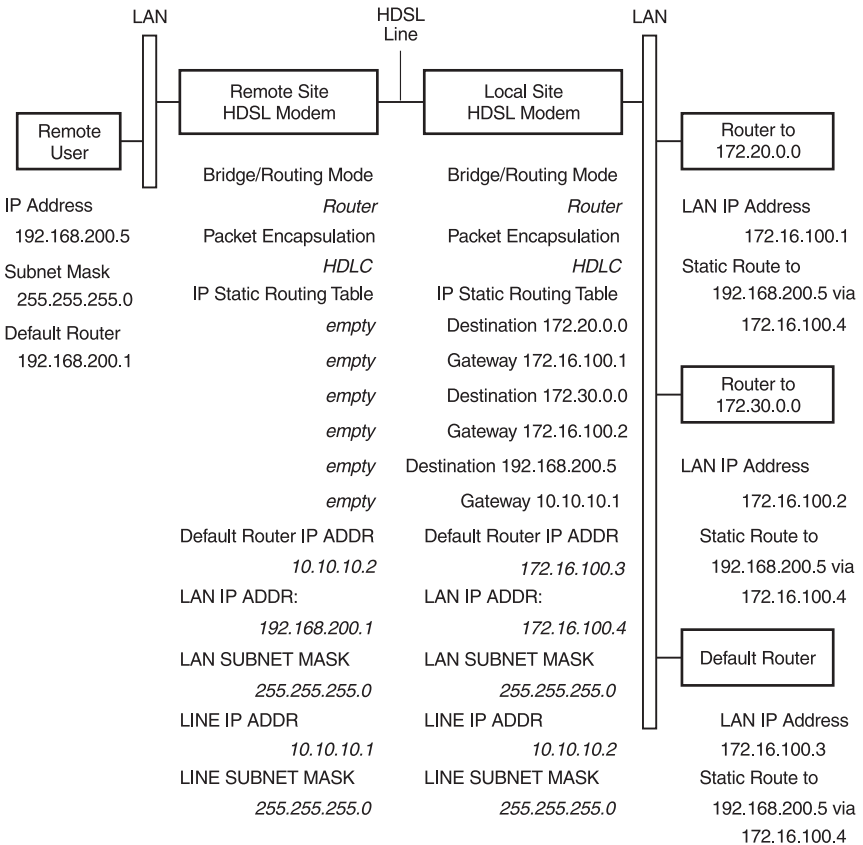 LAN
HDSL
Line
LAN
Remote Site
HDSL Modem
Local Site
HDSL Modem
Remote
User
Router to
172.20.0.0
IP Address
192.168.200.5
Subnet Mask
255.255.255.0
Default Router
192.168.200.1
Bridge/Routing Mode
Router
Packet Encapsulation
HDLC
IP Static Routing Table
empty
empty
empty
empty
empty
empty
Default Router IP ADDR
10.10.10.2
LAN IP ADDR:
192.168.200.1
LAN SUBNET MASK
255.255.255.0
LINE IP ADDR
10.10.10.1
LINE SUBNET MASK
255.255.255.0
Bridge/Routing Mode
Router
Packet Encapsulation
HDLC
IP Static Routing Table
Destination 172.20.0.0
Gateway 172.16.100.1
Destination 172.30.0.0
Gateway 172.16.100.2
Destination 192.168.200.5
Gateway 10.10.10.1
Default Router IP ADDR
172.16.100.3
LAN IP ADDR:
172.16.100.4
LAN SUBNET MASK
255.255.255.0
LINE IP ADDR
10.10.10.2
LINE SUBNET MASK
255.255.255.0
LAN IP Address
172.16.100.1
Static Route to
192.168.200.5 via
172.16.100.4
Router to
172.30.0.0
LAN IP Address
172.16.100.2
Static Route to
192.168.200.5 via
172.16.100.4
Default Router
LAN IP Address
172.16.100.3
Static Route to
192.168.200.5 via
172.16.100.4